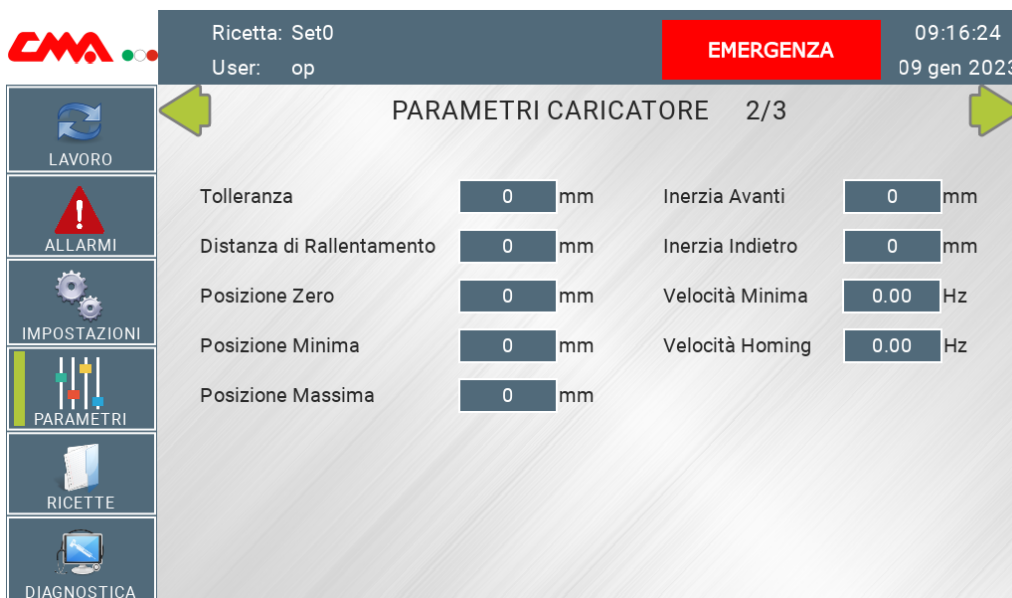 CMA
Ricetta: Set0
User: op
EMERGENZA
09:16:24
09 gen 2023
PARAMETRI CARICATORE 2/3
LAVORO
ALLARMI
IMPOSTAZIONI
PARAMETRI
RICETTE
DIAGNOSTICA
Tolleranza 0 mm
Distanza di Rallentamento 0 mm
Posizione Zero 0 mm
Posizione Minima 0 mm
Posizione Massima 0 mm
Inerzia Avanti 0 mm
Inerzia Indietro 0 mm
Velocità Minima 0.00 Hz
Velocità Homing 0.00 Hz